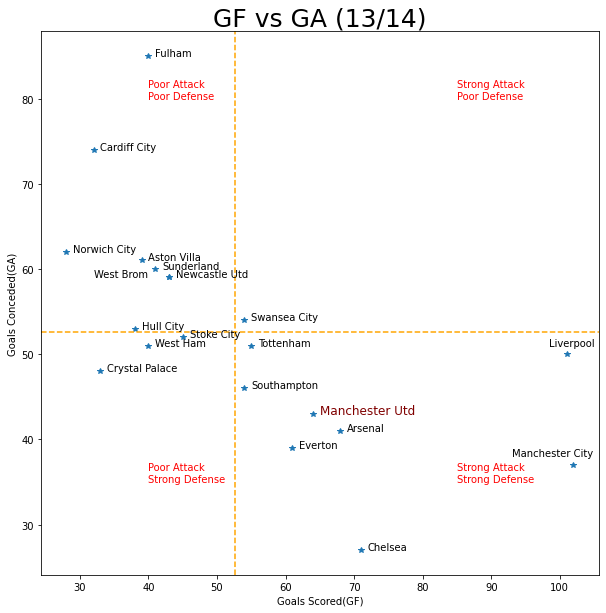 GF vs GA (13/14)
Fulham
Poor Attack
Poor Defense
Strong Attack
Poor Defense
80
Cardiff City
70
Norwich City
Aston Villa
Sunderland
60
West Brom
Newcastle Utd
Goals Conceded(GA)
Swansea City
Hull City
Stoke City
West Ham
Tottenham
Liverpool
50
Crystal Palace
Southampton
Manchester Utd
Arsenal
40
Everton
Manchester City
Poor Attack
Strong Defense
Strong Attack
Strong Defense
30
Chelsea
30 40 50 60 70 80 90 100
Goals Scored(GF)